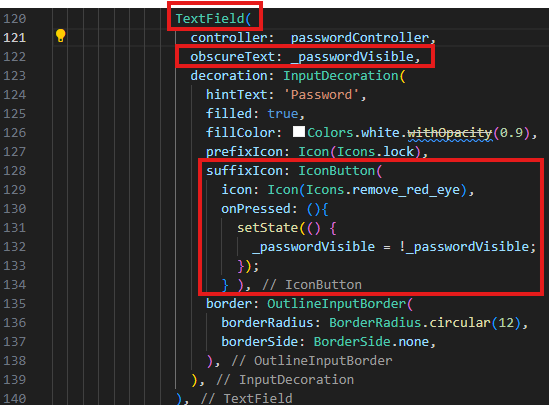 120 TextField(
121 controller: passwordController,
122 obscureText: _passwordVisible,
123 decoration: InputDecoration(
124 hintText: 'Password',
125 filled: true,
126 fillColor: Colors.white.withOpacity(0.9),
127 prefixIcon: Icon(Icons.lock),
128 suffixIcon: IconButton(
129 icon: Icon(Icons.remove_red_eye),
130 onPressed: (){
131 setState(() {
132 _passwordVisible = !_passwordVisible;
133 });
134 } ), // IconButton
135 border: OutlineInputBorder(
136 borderRadius: BorderRadius.circular(12),
137 borderSide: BorderSide.none,
138 ), // OutlineInputBorder
139 ), // InputDecoration
140 ), // TextField